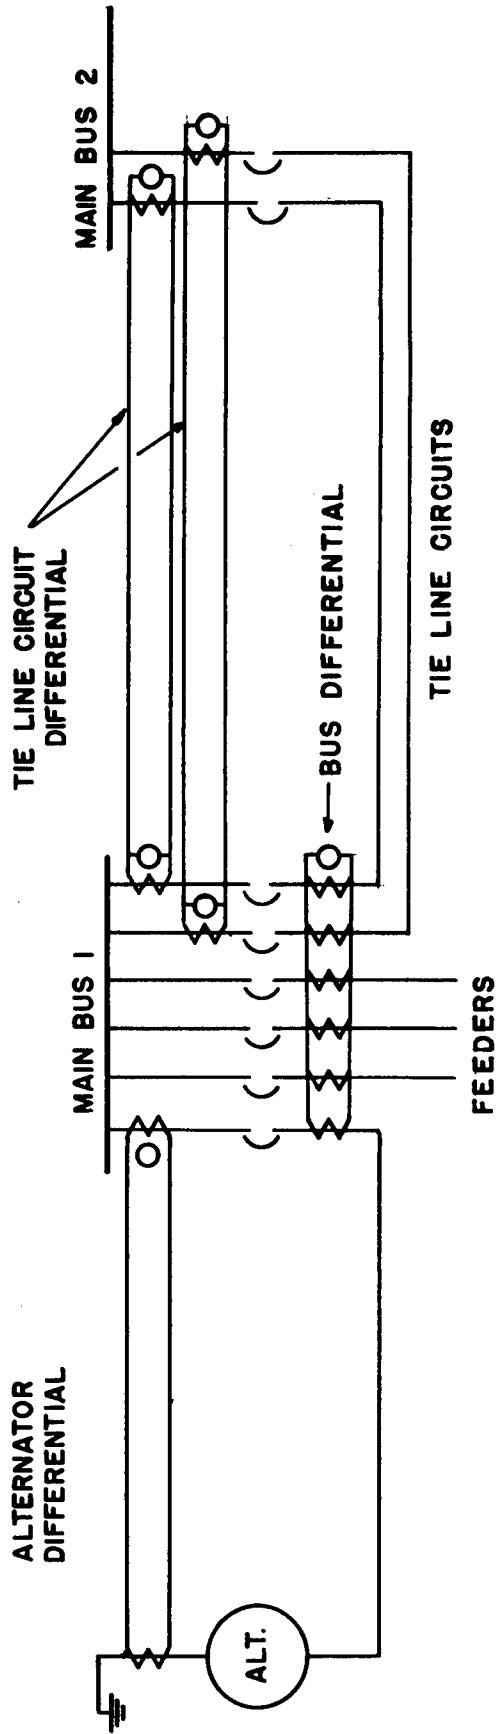 ALTERNATOR
DIFFERENTIAL
TIE LINE CIRCUIT
DIFFERENTIAL
MAIN BUS 1
MAIN BUS 2
ALT.
BUS DIFFERENTIAL
FEEDERS
TIE LINE CIRCUITS